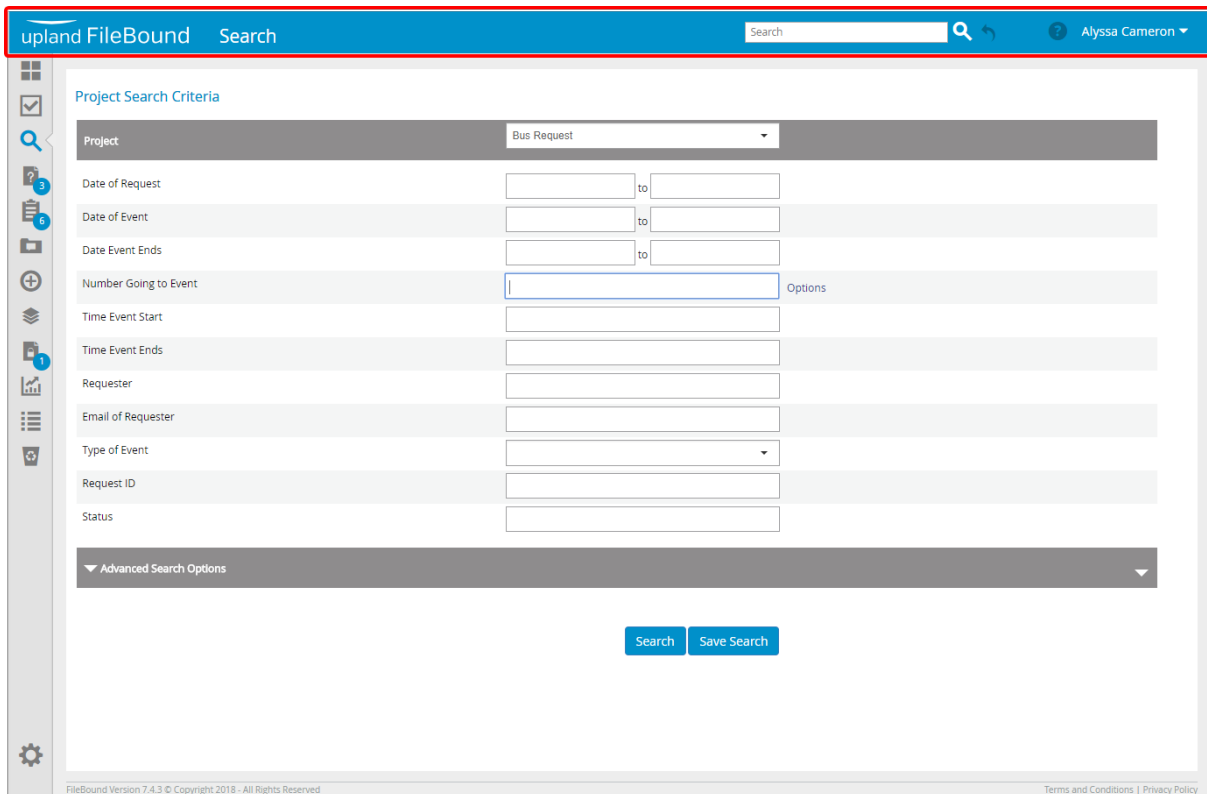 upland FileBound Search Search ? Alyssa Cameron
Project Search Criteria
Project Bus Request
Date of Request to
? 3
Date of Event to
6
Date Event Ends to
Number Going to Event Options
Time Event Start
Time Event Ends
1
Requester
Email of Requester
Type of Event
Request ID
Status
Advanced Search Options
Search Save Search
FileBound Version 7.4.3 © Copyright 2018 - All Rights Reserved Terms and Conditions | Privacy Policy